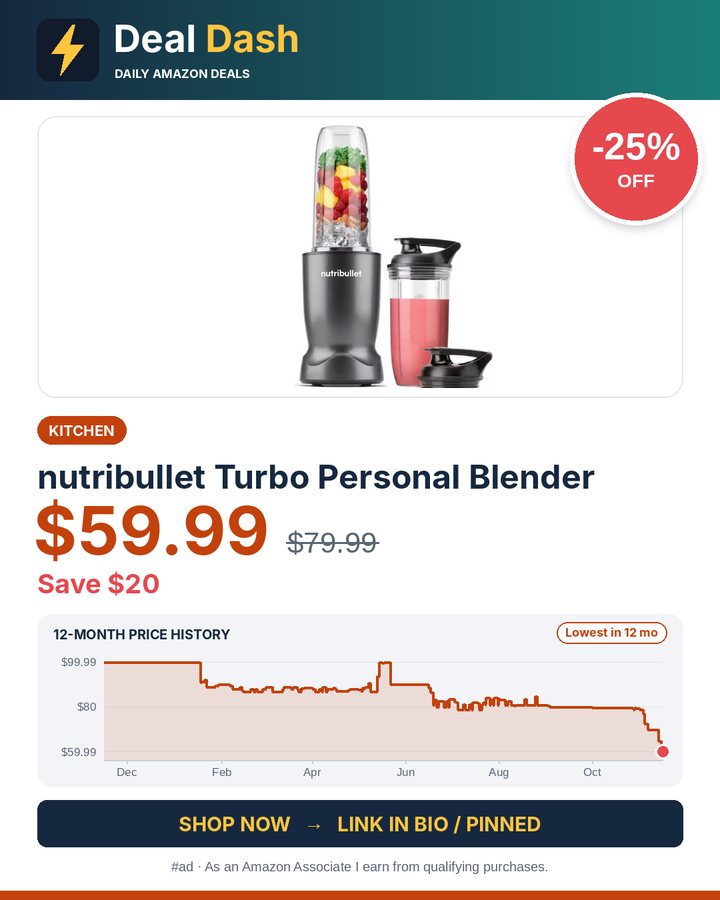 Deal Dash
DAILY AMAZON DEALS
-25%
OFF
nutribullet
KITCHEN
nutribullet Turbo Personal Blender
$59.99 $79.99
Save $20
12-MONTH PRICE HISTORY
Lowest in 12 mo
$99.99
$80
$59.99
Dec Feb Apr Jun Aug Oct
SHOP NOW → LINK IN BIO / PINNED
#ad · As an Amazon Associate I earn from qualifying purchases.